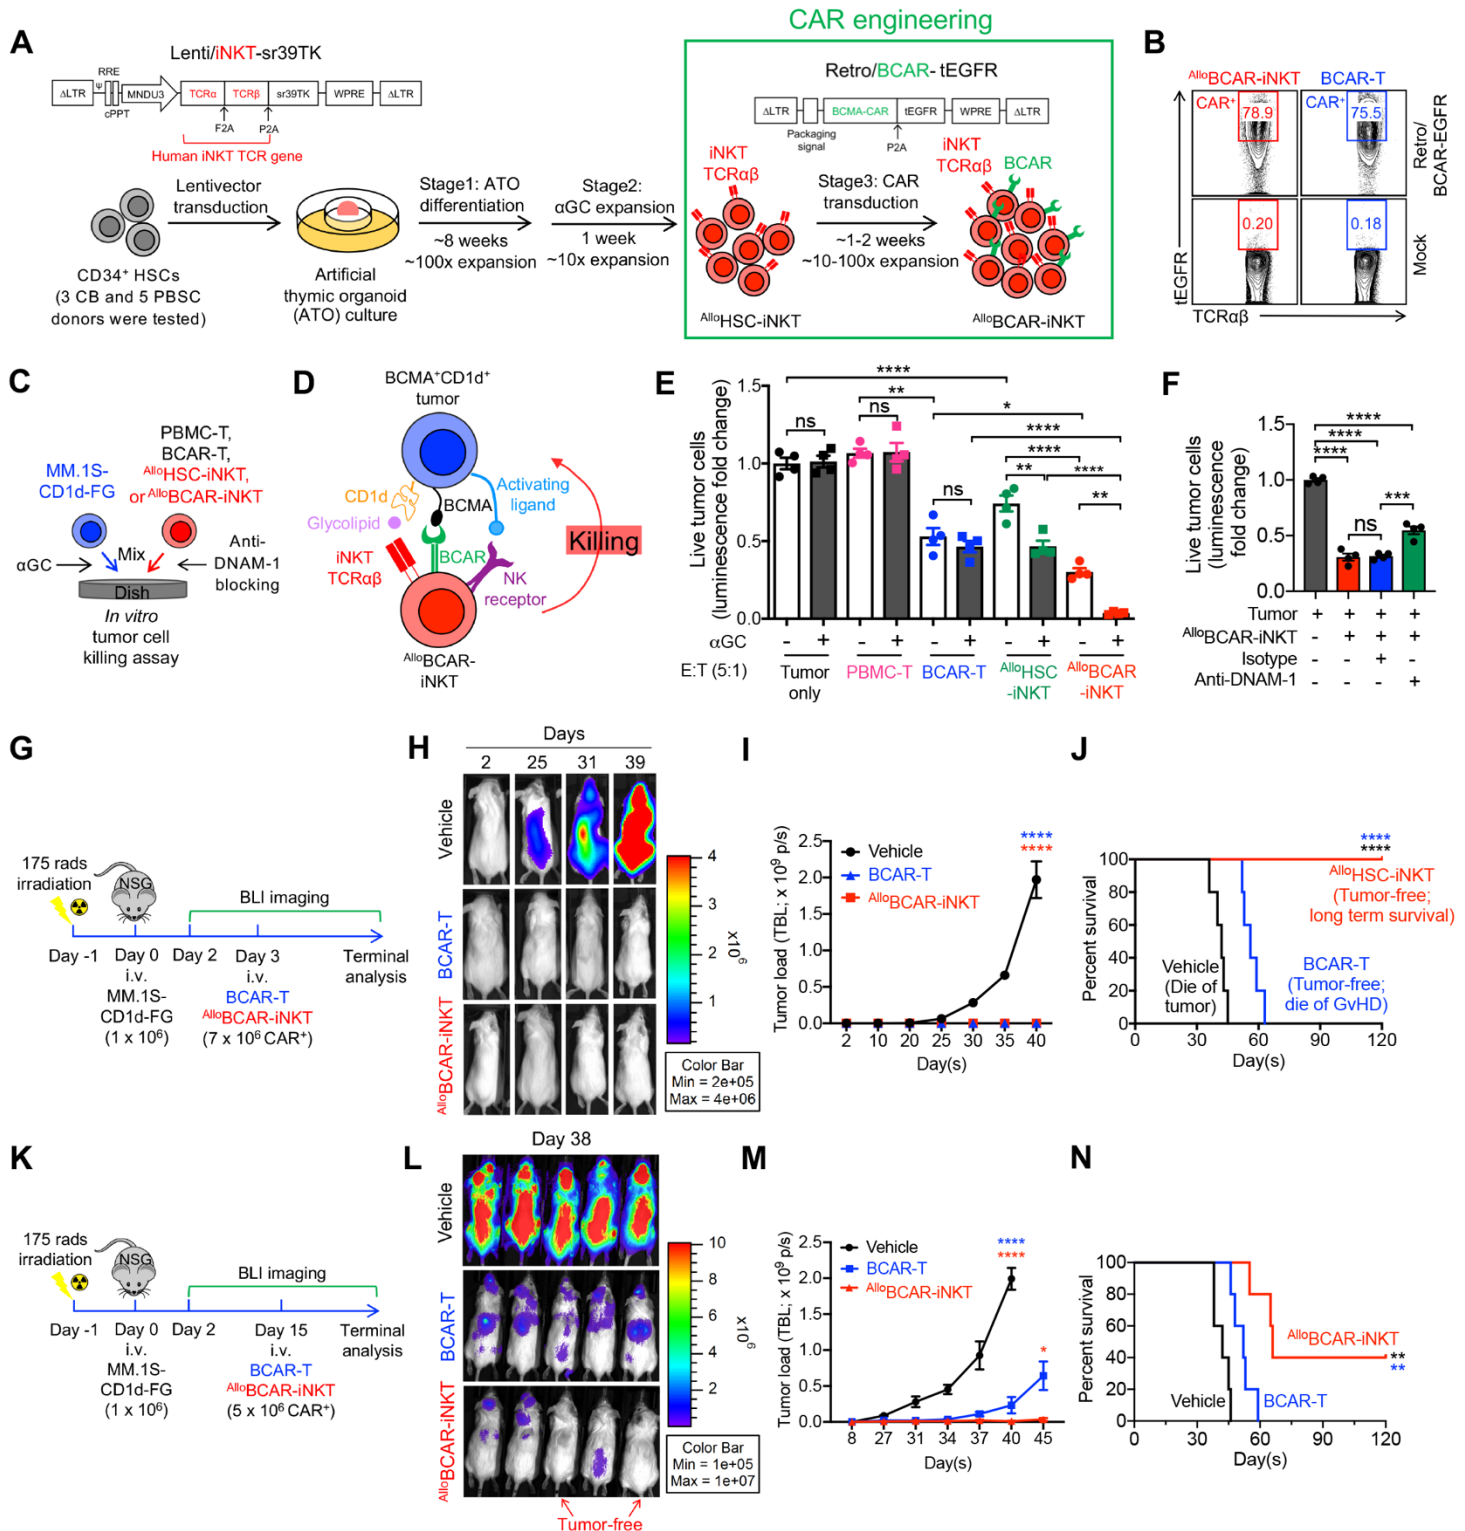 CAR engineering
A
Lenti/iNKT-sr39TK
RRE
ΔLTR
Ψ
MNDU3
TCRα
TCRβ
sr39TK
WPRE
ΔLTR
cPPT
F2A
P2A
Human iNKT TCR gene
Lentivector
transduction
CD34+ HSCs
(3 CB and 5 PBSC
donors were tested)
Artificial
thymic organoid
(ATO) culture
Stage1: ATO
differentiation
~8 weeks
~100x expansion
Stage2:
αGC expansion
1 week
~10x expansion
Retro/BCAR- tEGFR
ΔLTR
BCMA-CAR
tEGFR
WPRE
ΔLTR
Packaging
signal
P2A
iNKT
TCRαβ
Stage3: CAR
transduction
~1-2 weeks
~10-100x expansion
iNKT
TCRαβ
BCAR
AlloHSC-iNKT
AlloBCAR-iNKT
B
AlloBCAR-iNKT
BCAR-T
CAR+
78.9
CAR+
75.5
Retro/
BCAR-EGFR
0.20
0.18
Mock
tEGFR
TCRαβ
C
PBMC-T,
BCAR-T,
AlloHSC-iNKT,
or AlloBCAR-iNKT
MM.1S-
CD1d-FG
αGC
Mix
Anti-
DNAM-1
blocking
Dish
In vitro
tumor cell
killing assay
D
BCMA+CD1d+
tumor
CD1d
Glycolipid
BCMA
Activating
ligand
iNKT
TCRαβ
BCAR
NK
receptor
Killing
AlloBCAR-
iNKT
E
Live tumor cells
(luminescence fold change)
1.5
1.0
0.5
0.0
****
**
ns
ns
*
****
****
**
****
ns
**
- + - + - + - + - +
αGC
E:T (5:1)
Tumor
only
PBMC-T
BCAR-T
AlloHSC
-iNKT
AlloBCAR
-iNKT
F
Live tumor cells
(luminescence
fold change)
1.5
1.0
0.5
0.0
****
****
****
ns
***
Tumor + + + +
AlloBCAR-iNKT - + + +
Isotype - - + -
Anti-DNAM-1 - - - +
G
175 rads
irradiation
NSG
BLI imaging
Day -1
Day 0
i.v.
MM.1S-
CD1d-FG
(1 x 10⁶)
Day 2
Day 3
i.v.
BCAR-T
AlloBCAR-iNKT
(7 x 10⁶ CAR+)
Terminal
analysis
H
Days
2
25
31
39
Vehicle
BCAR-T
AlloBCAR-iNKT
4
3
2
1
x10⁶
Color Bar
Min = 2e+05
Max = 4e+06
I
Tumor load (TBL; x 10⁹ p/s)
2.5
2.0
1.5
1.0
0.5
0.0
Vehicle
BCAR-T
AlloBCAR-iNKT
****
****
2 10 20 25 30 35 40
Day(s)
J
Percent survival
100
80
60
40
20
0
****
****
AlloHSC-iNKT
(Tumor-free;
long term survival)
Vehicle
(Die of
tumor)
BCAR-T
(Tumor-free;
die of GvHD)
0 30 60 90 120
Day(s)
K
175 rads
irradiation
NSG
BLI imaging
Day -1
Day 0
i.v.
MM.1S-
CD1d-FG
(1 x 10⁶)
Day 2
Day 15
i.v.
BCAR-T
AlloBCAR-iNKT
(5 x 10⁶ CAR+)
Terminal
analysis
L
Day 38
Vehicle
BCAR-T
AlloBCAR-iNKT
10
8
6
4
2
x10⁶
Color Bar
Min = 1e+05
Max = 1e+07
Tumor-free
M
Tumor load (TBL: x 10⁹ p/s)
2.5
2.0
1.5
1.0
0.5
0.0
Vehicle
BCAR-T
AlloBCAR-iNKT
****
****
*
8 27 31 34 37 40 45
Day(s)
N
Percent survival
100
80
60
40
20
0
AlloBCAR-iNKT
**
**
Vehicle
BCAR-T
0 30 60 90 120
Day(s)